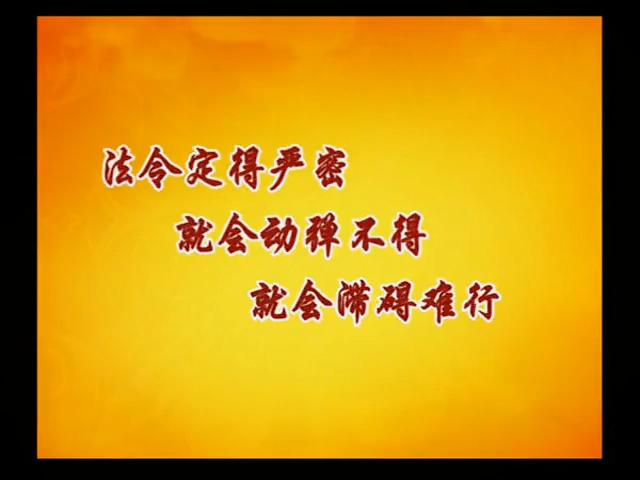 法令定得严密
就会动弹不得
就会滞碍难行